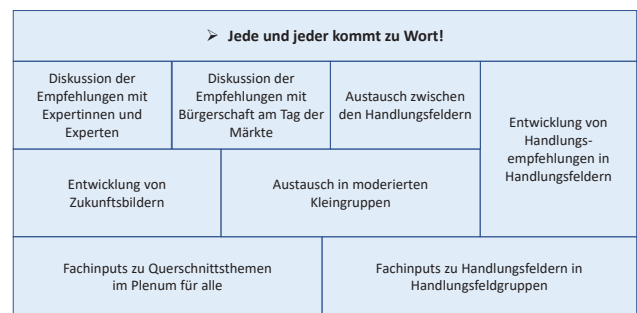 ➢ Jede und jeder kommt zu Wort!
Diskussion der
Empfehlungen mit
Expertinnen und
Experten
Diskussion der
Empfehlungen mit
Bürgerschaft am Tag der
Märkte
Austausch zwischen
den Handlungsfeldern
Entwicklung von
Handlungs-
empfehlungen in
Handlungsfeldern
Entwicklung von
Zukunftsbildern
Austausch in moderierten
Kleingruppen
Fachinputs zu Querschnittsthemen
im Plenum für alle
Fachinputs zu Handlungsfeldern in
Handlungsfeldgruppen